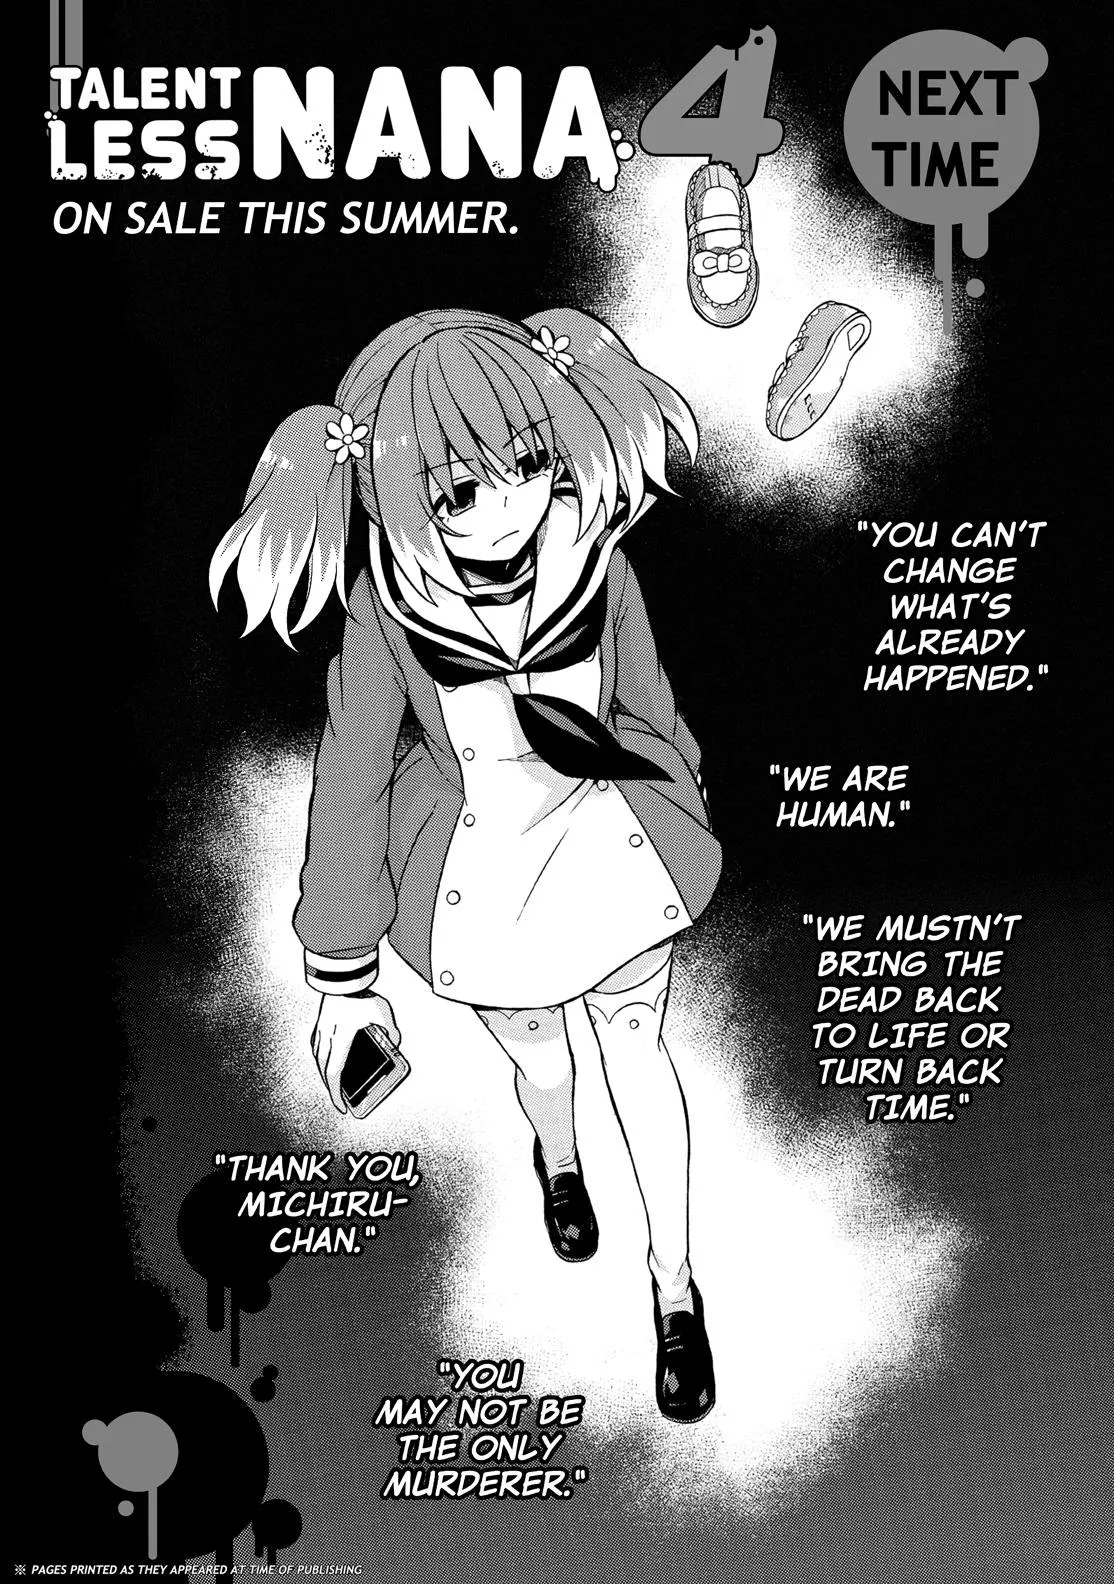 TALENT
LESS NANA 4
ON SALE THIS SUMMER.
NEXT
TIME
"YOU CAN'T
CHANGE
WHAT'S
ALREADY
HAPPENED."
"WE ARE
HUMAN."
"WE MUSTN'T
BRING THE
DEAD BACK
TO LIFE OR
TURN BACK
TIME."
"THANK YOU,
MICHIRU-
CHAN."
"YOU
MAY NOT BE
THE ONLY
MURDERER."
※ PAGES PRINTED AS THEY APPEARED AT TIME OF PUBLISHING